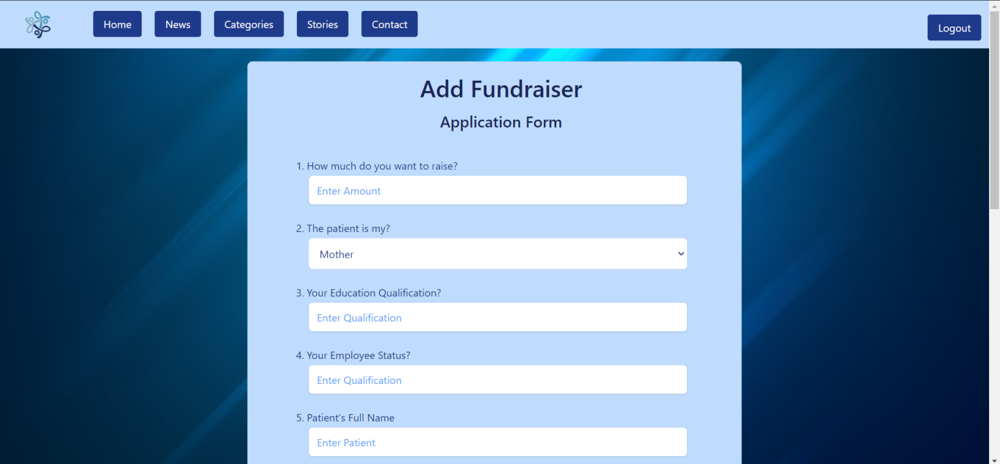 Home News Categories Stories Contact Logout
Add Fundraiser
Application Form
1. How much do you want to raise?
Enter Amount
2. The patient is my?
Mother
3. Your Education Qualification?
Enter Qualification
4. Your Employee Status?
Enter Qualification
5. Patient's Full Name
Enter Patient